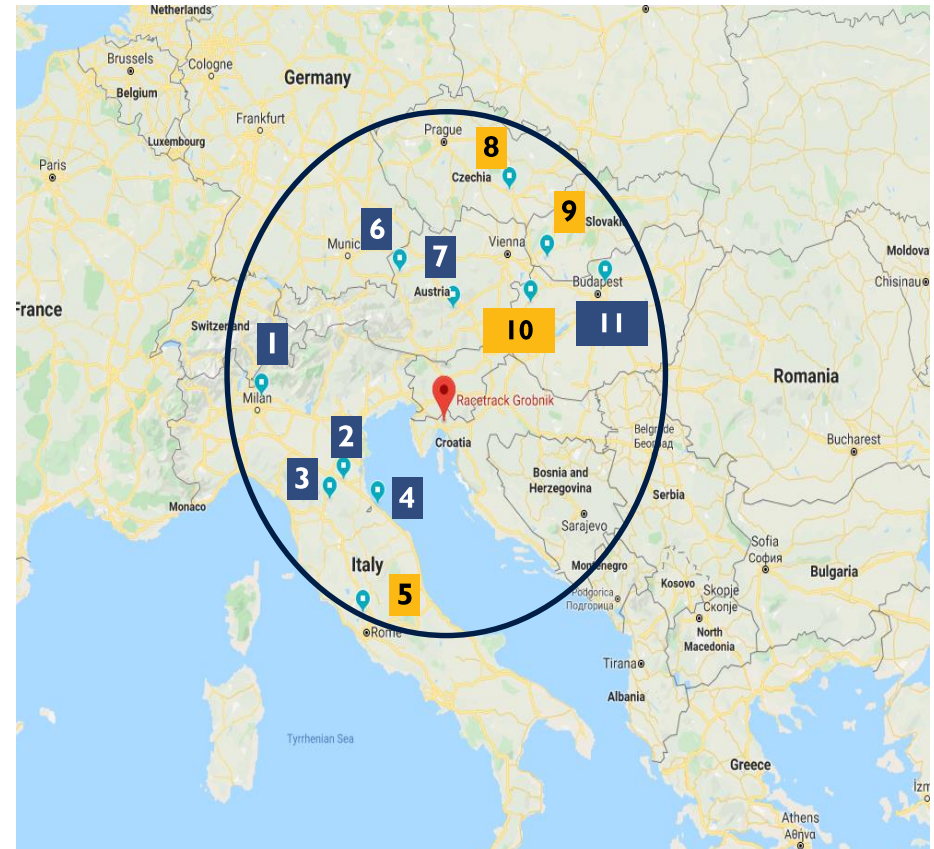 Netherlands
Brussels
Cologne
Belgium
Germany
Frankfurt
Luxembourg
Prague
Paris
8
Czechia
9
Slovaki
6
Munic
Vienna
7
Moldova
Budapest
Chisinau
Austria
France
Switzerland
10
11
1
Milan
Romania
Racetrack Grobnik
2
Croatia
Belgrade
Београд
Bucharest
3
4
Bosnia and
Herzegovina
Serbia
Monaco
Sarajevo
Sofia
София
Italy
Montenegro
Bulgaria
5
Kosovo
Podgorica
Подгорица
Skopje
Скопје
Rome
North
Macedonia
Tirana
Albania
Tyrrhenian Sea
Greece
İzm
Athens
Αθήνα